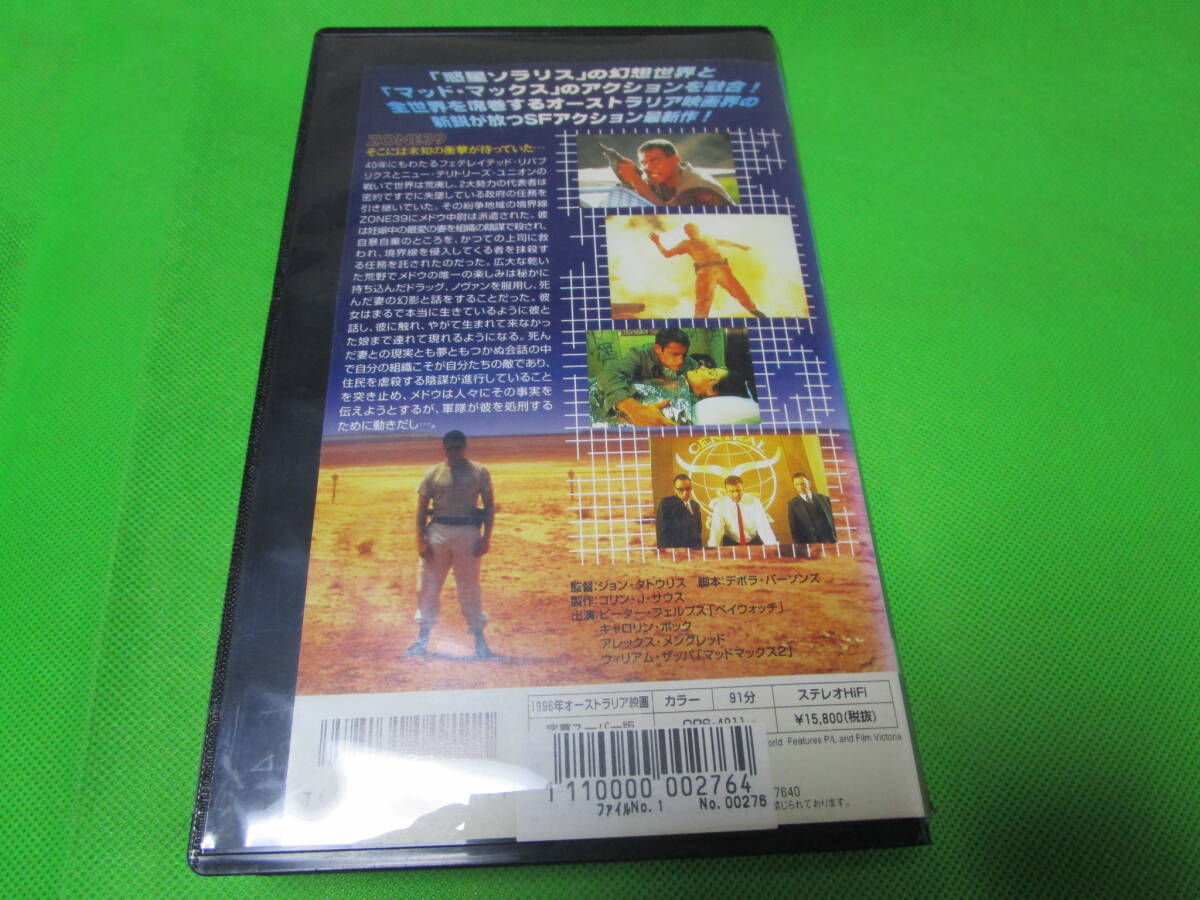 「惑星ソラリス」の幻想世界と
「マッド・マックス」のアクションを融合！
全世界を席巻するオーストラリア映画界の
新鋭が放つSFアクション最新作！
ZONE39
そこには未知の衝撃が待っていた…
40年にもわたるフェデレイテッド・リパブ
リクスとニュー・テリトリーズ・ユニオンの
戦いで世界は荒廃し、2大勢力の代表者は
密約ですでに失墜している政府の任務を
引き継いでいた。その紛争地域の境界線
ZONE39にメドウ中尉は派遣された。彼
は妊娠中の最愛の妻を組織の陰謀で殺され、
自暴自棄のところを、かつての上司に救
われ、境界線を侵入してくる者を抹殺す
る任務を託されたのだった。広大な乾い
た荒野でメドウの唯一の楽しみは秘かに
持ち込んだドラッグ、ノヴァンを服用し、死
んだ妻の幻影と話をすることだった。彼
女はまるで本当に生きているように彼と
話し、彼に触れ、やがて生まれて来なかっ
た娘まで連れて現れるようになる。死ん
だ妻との現実とも夢ともつかぬ会話の中
で自分の組織こそが自分たちの敵であり、
住民を虐殺する陰謀が進行していること
を突き止め、メドウは人々にその事実を
伝えようとするが、軍隊が彼を処刑する
ために動きだし…。
CENTRAL
監督：ジョン・タトウリス 脚本：デボラ・パーソンズ
製作：コリン・J・サウス
出演：ピーター・フェルプス「ベイウォッチ」
キャロリン・ボック
アレックス・メングレッド
ウィリアム・ザッパ「マッドマックス2」
1996年オーストラリア映画 カラー 91分 ステレオHiFi
字幕スーパー版 ¥15,800(税抜)
Features P/L and Film Victoria
110000 002764
7640
ファイルNo. 1 No. 00276
禁じられております。